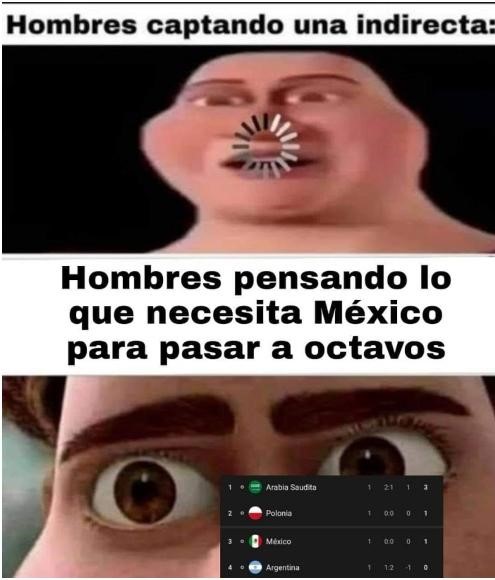 Hombres captando una indirecta:
Hombres pensando lo
que necesita México
para pasar a octavos
1 Arabia Saudita 1 2:1 1 3
2 Polonia 1 0:0 0 1
3 México 1 0:0 0 1
4 Argentina 1 1:2 -1 0